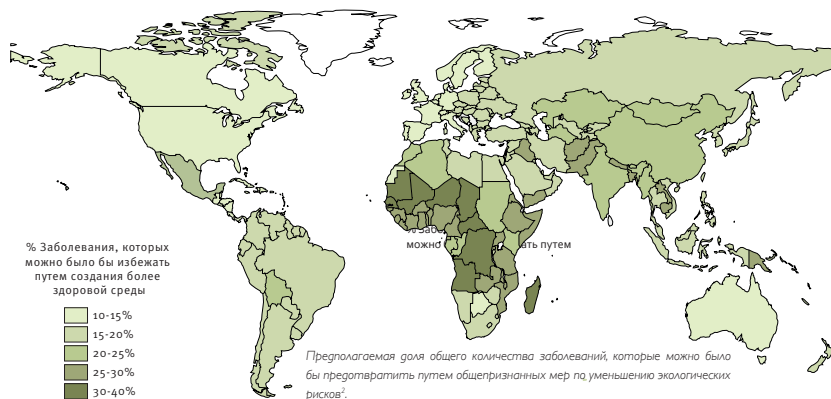 % Заболевания, которых
можно было бы избежать
путем создания более
здоровой среды
10-15%
15-20%
20-25%
25-30%
30-40%
можно
путем
Предполагаемая доля общего количества заболеваний, которые можно было
бы предотвратить путем общепризнанных мер по уменьшению экологических
рисков².